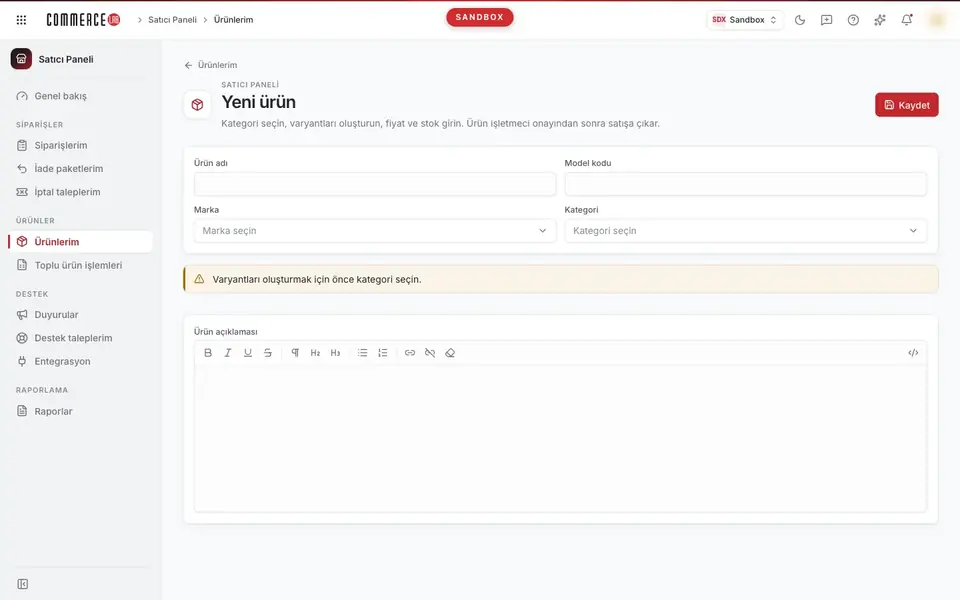 COMMERCE LAB
Satıcı Paneli
Ürünlerim
SANDBOX
SDX Sandbox
Satıcı Paneli
Genel bakış
SİPARİŞLER
Siparişlerim
İade paketlerim
İptal taleplerim
ÜRÜNLER
Ürünlerim
Toplu ürün işlemleri
DESTEK
Duyurular
Destek taleplerim
Entegrasyon
RAPORLAMA
Raporlar
Ürünlerim
SATICI PANELİ
Yeni ürün
Kategori seçin, varyantları oluşturun, fiyat ve stok girin. Ürün işletmeci onayından sonra satışa çıkar.
Kaydet
Ürün adı
Model kodu
Marka
Kategori
Marka seçin
Kategori seçin
Varyantları oluşturmak için önce kategori seçin.
Ürün açıklaması
B I U S ¶ H2 H3 </>